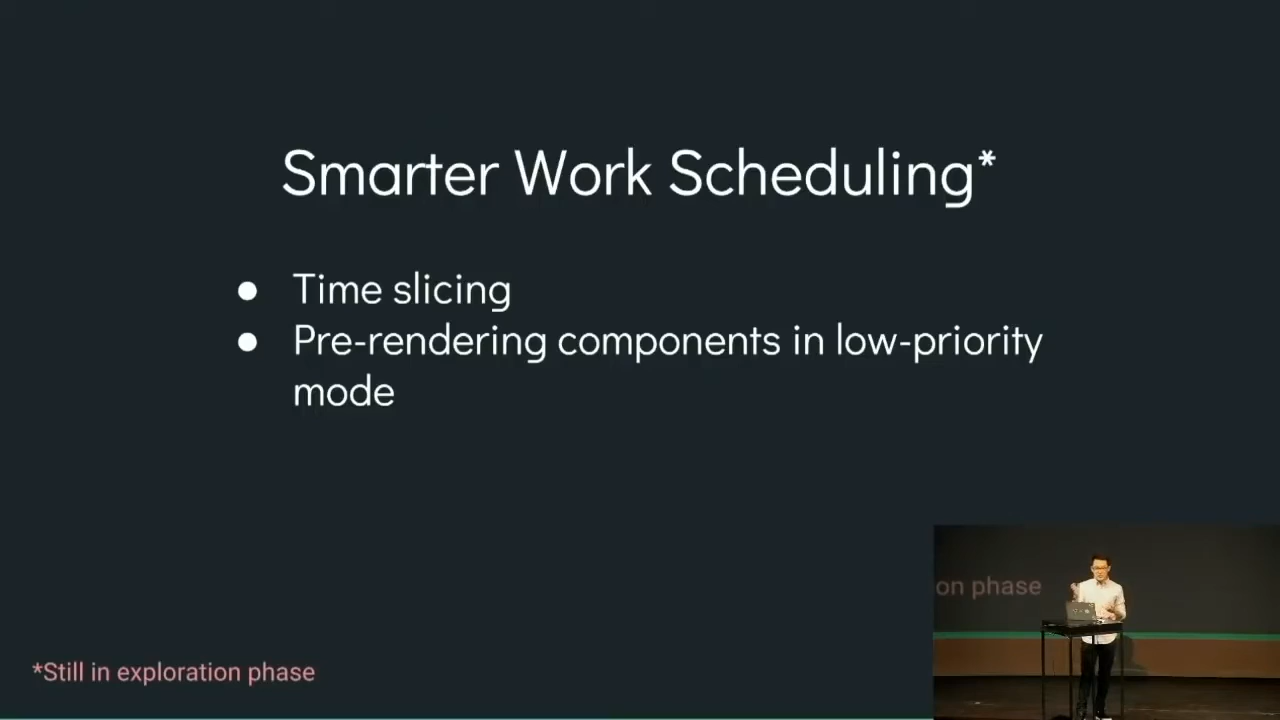 Smarter Work Scheduling*
● Time slicing
● Pre-rendering components in low-priority
mode
*Still in exploration phase
on phase